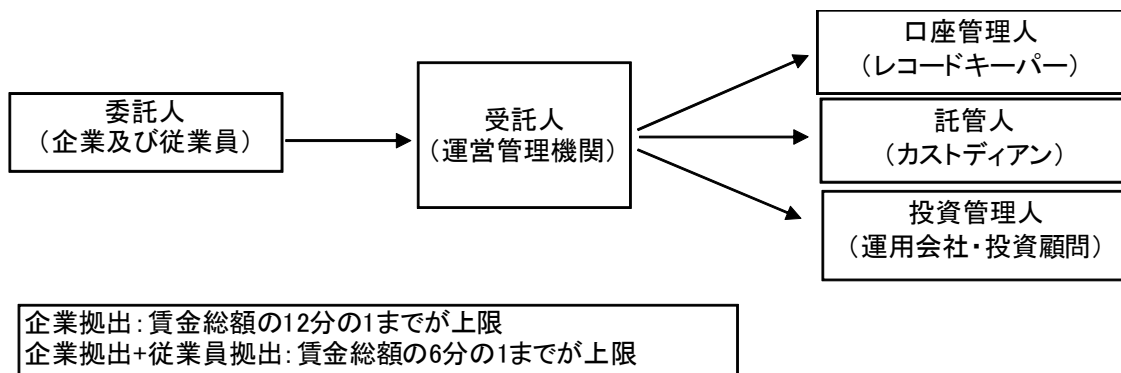 委託人
（企業及び従業員）
受託人
（運営管理機関）
口座管理人
（レコードキーパー）
託管人
（カストディアン）
投資管理人
（運用会社・投資顧問）
企業拠出：賃金総額の12分の1までが上限
企業拠出+従業員拠出：賃金総額の6分の1までが上限